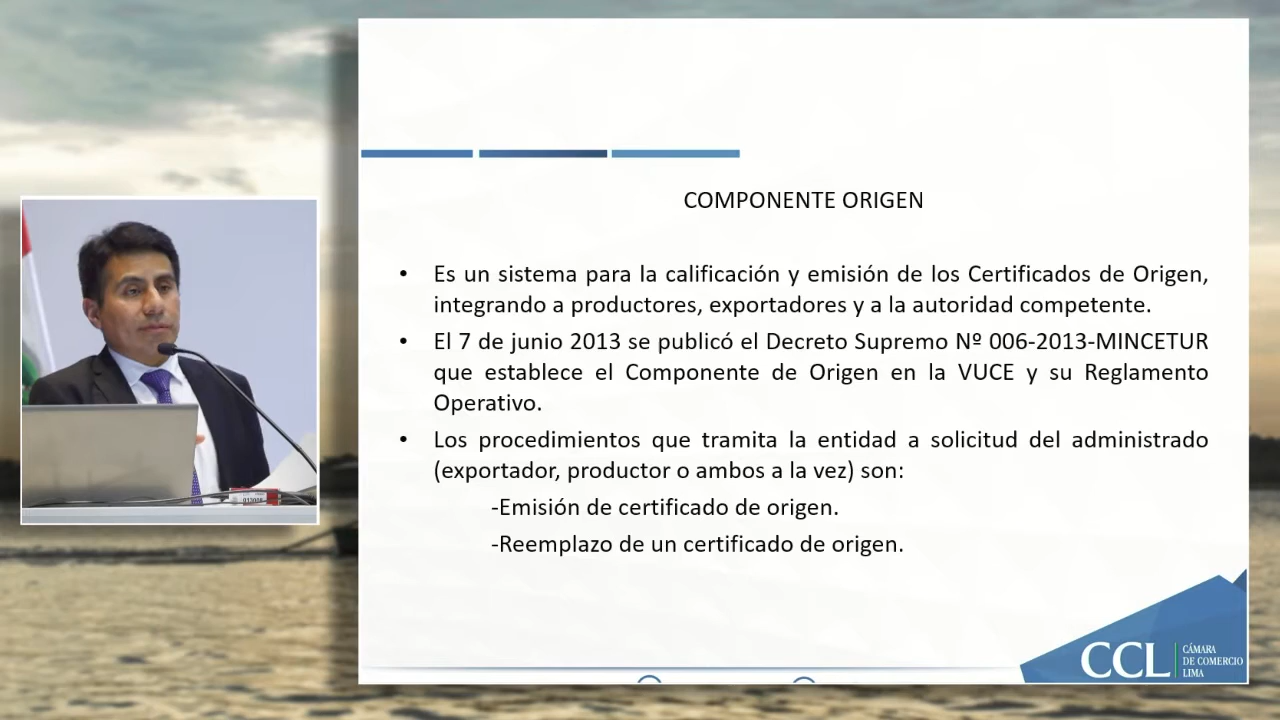 COMPONENTE ORIGEN
• Es un sistema para la calificación y emisión de los Certificados de Origen,
integrando a productores, exportadores y a la autoridad competente.
• El 7 de junio 2013 se publicó el Decreto Supremo Nº 006-2013-MINCETUR
que establece el Componente de Origen en la VUCE y su Reglamento
Operativo.
• Los procedimientos que tramita la entidad a solicitud del administrado
(exportador, productor o ambos a la vez) son:
-Emisión de certificado de origen.
-Reemplazo de un certificado de origen.
CCL
CÁMARA
DE COMERCIO
LIMA